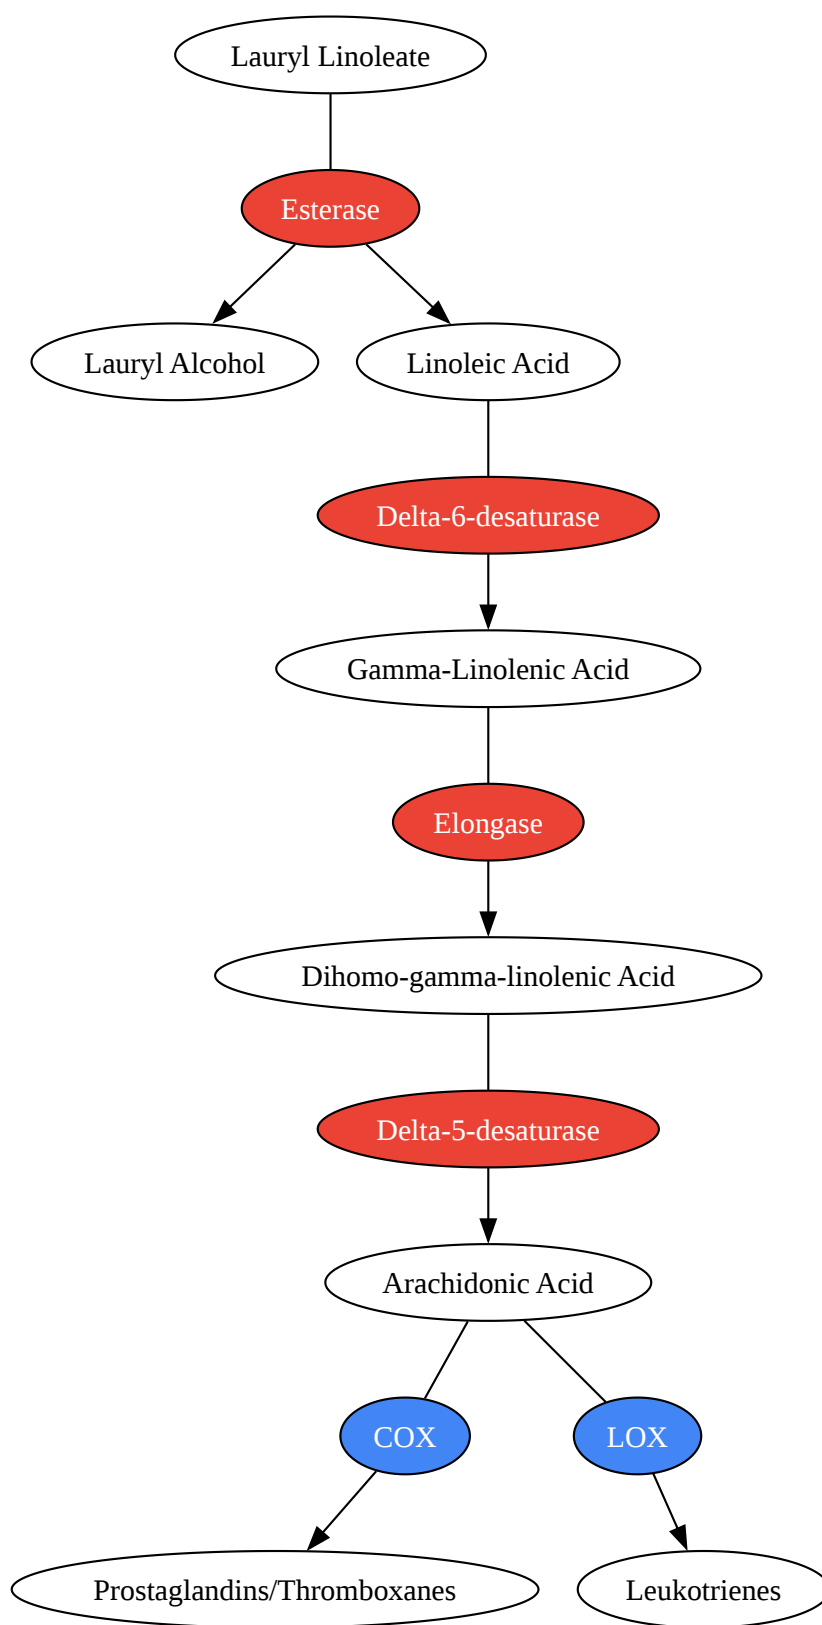 Lauryl Linoleate
Esterase
Lauryl Alcohol
Linoleic Acid
Delta-6-desaturase
Gamma-Linolenic Acid
Elongase
Dihomo-gamma-linolenic Acid
Delta-5-desaturase
Arachidonic Acid
COX
LOX
Prostaglandins/Thromboxanes
Leukotrienes